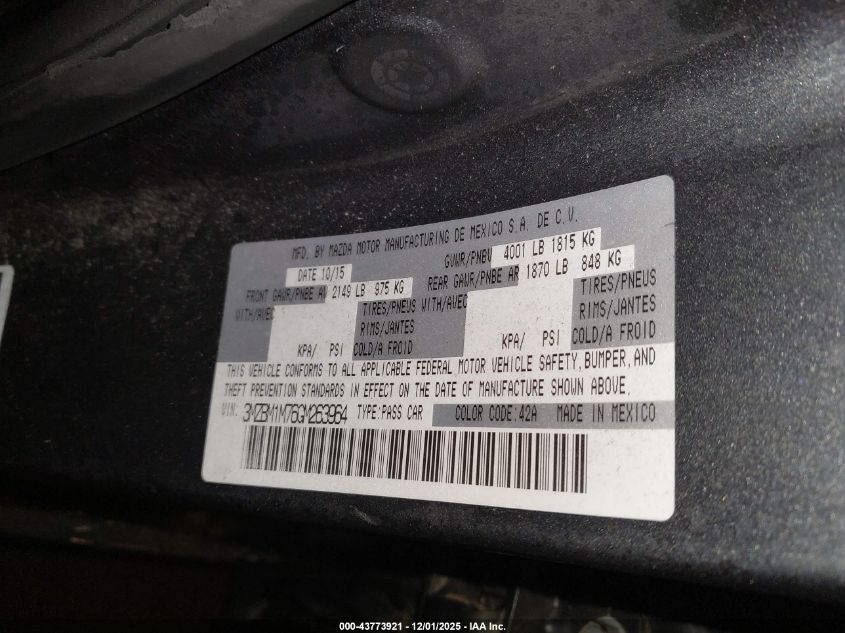 MFD. BY MAZDA MOTOR MANUFACTURING DE MEXICO S.A. DE C.V.
DATE 10/15 GVWR/PNBV 4001 LB 1815 KG
FRONT GAWR/PNBE AV 2149 LB 975 KG REAR GAWR/PNBE AR 1870 LB 848 KG
WITH/AVEC TIRES/PNEUS WITH/AVEC TIRES/PNEUS
RIMS/JANTES RIMS/JANTES
KPA/ PSI COLD/A FROID KPA/ PSI COLD/A FROID
THIS VEHICLE CONFORMS TO ALL APPLICABLE FEDERAL MOTOR VEHICLE SAFETY, BUMPER, AND
THEFT PREVENTION STANDARDS IN EFFECT ON THE DATE OF MANUFACTURE SHOWN ABOVE.
VIN: 3MZBM1M76GM263964 TYPE:PASS CAR COLOR CODE:42A MADE IN MEXICO
000-43773921 - 12/01/2025 - IAA Inc.